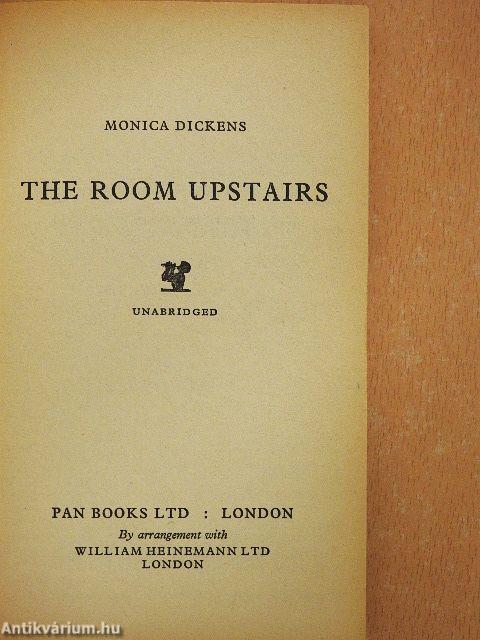 MONICA DICKENS
THE ROOM UPSTAIRS
UNABRIDGED
PAN BOOKS LTD : LONDON
By arrangement with
WILLIAM HEINEMANN LTD
LONDON
Antikvárium.hu